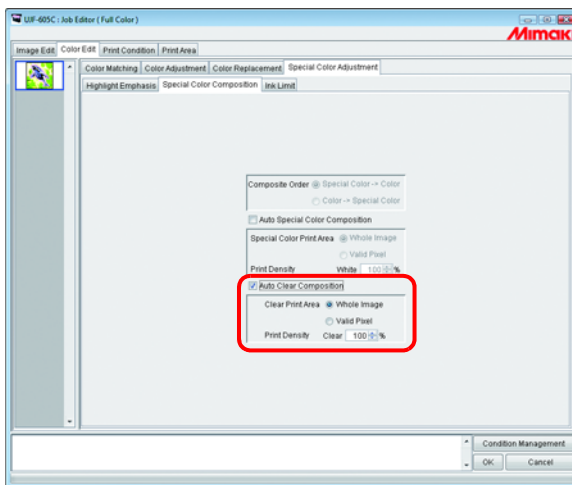 UJF-605C : Job Editor ( Full Color )
Mimaki
Image Edit Color Edit Print Condition Print Area
Color Matching Color Adjustment Color Replacement Special Color Adjustment
Highlight Emphasis Special Color Composition Ink Limit
Composite Order Special Color -> Color
Color -> Special Color
Auto Special Color Composition
Special Color Print Area Whole Image
Valid Pixel
Print Density White 100 %
Auto Clear Composition
Clear Print Area Whole Image
Valid Pixel
Print Density Clear 100 %
Condition Management
OK Cancel